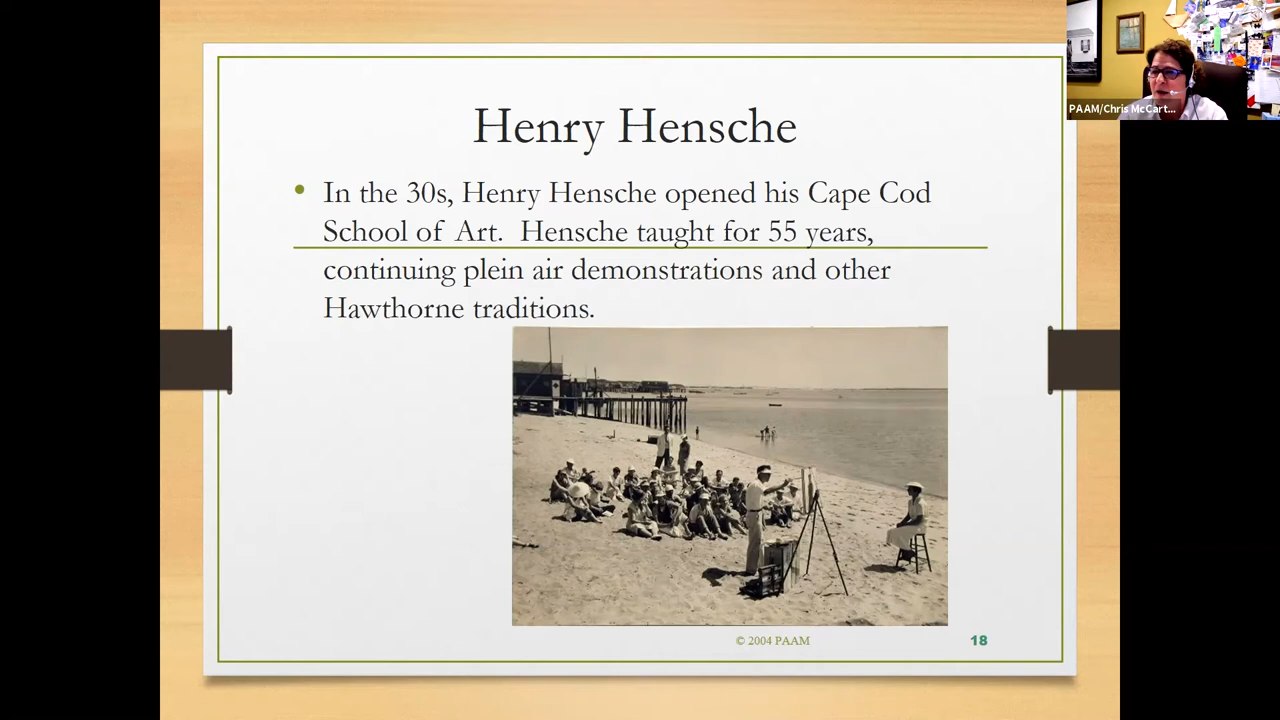 PAAM/Chris McCart...
Henry Hensche
In the 30s, Henry Hensche opened his Cape Cod
School of Art.  Hensche taught for 55 years,
continuing plein air demonstrations and other
Hawthorne traditions.
© 2004 PAAM
18